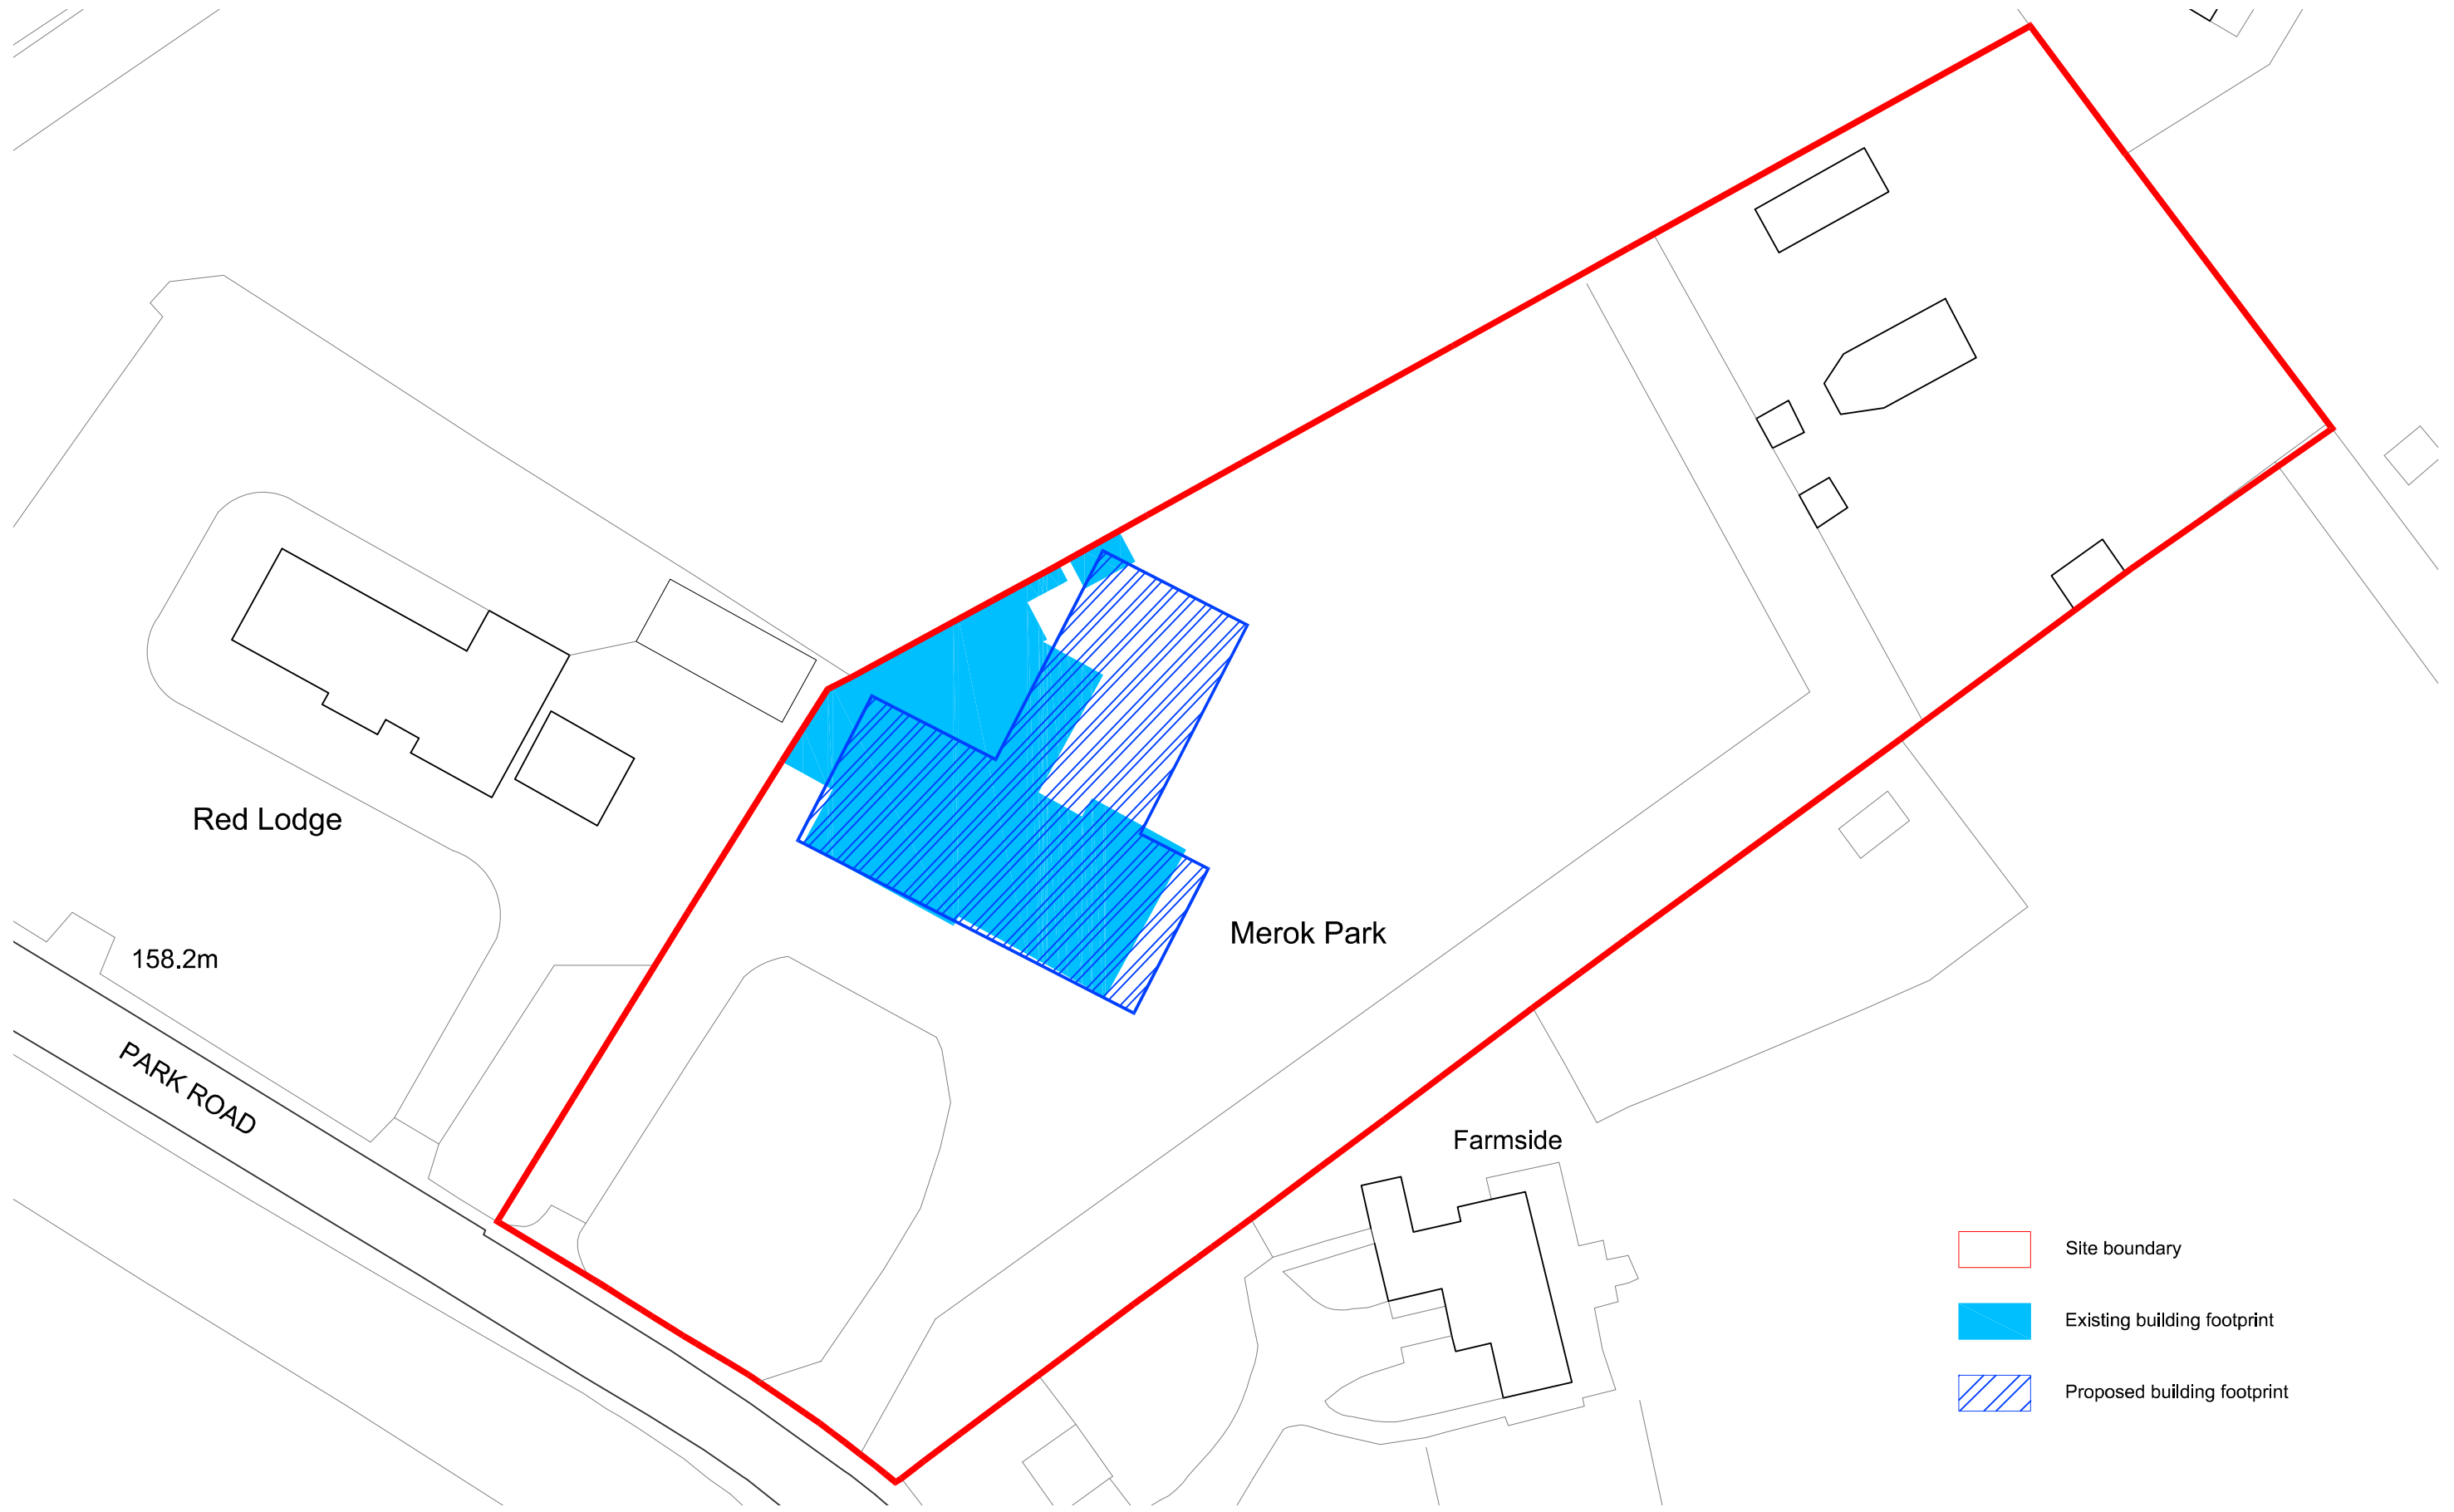 Red Lodge
Merok Park
158.2m
PARK ROAD
Farmside
Site boundary
Existing building footprint
Proposed building footprint